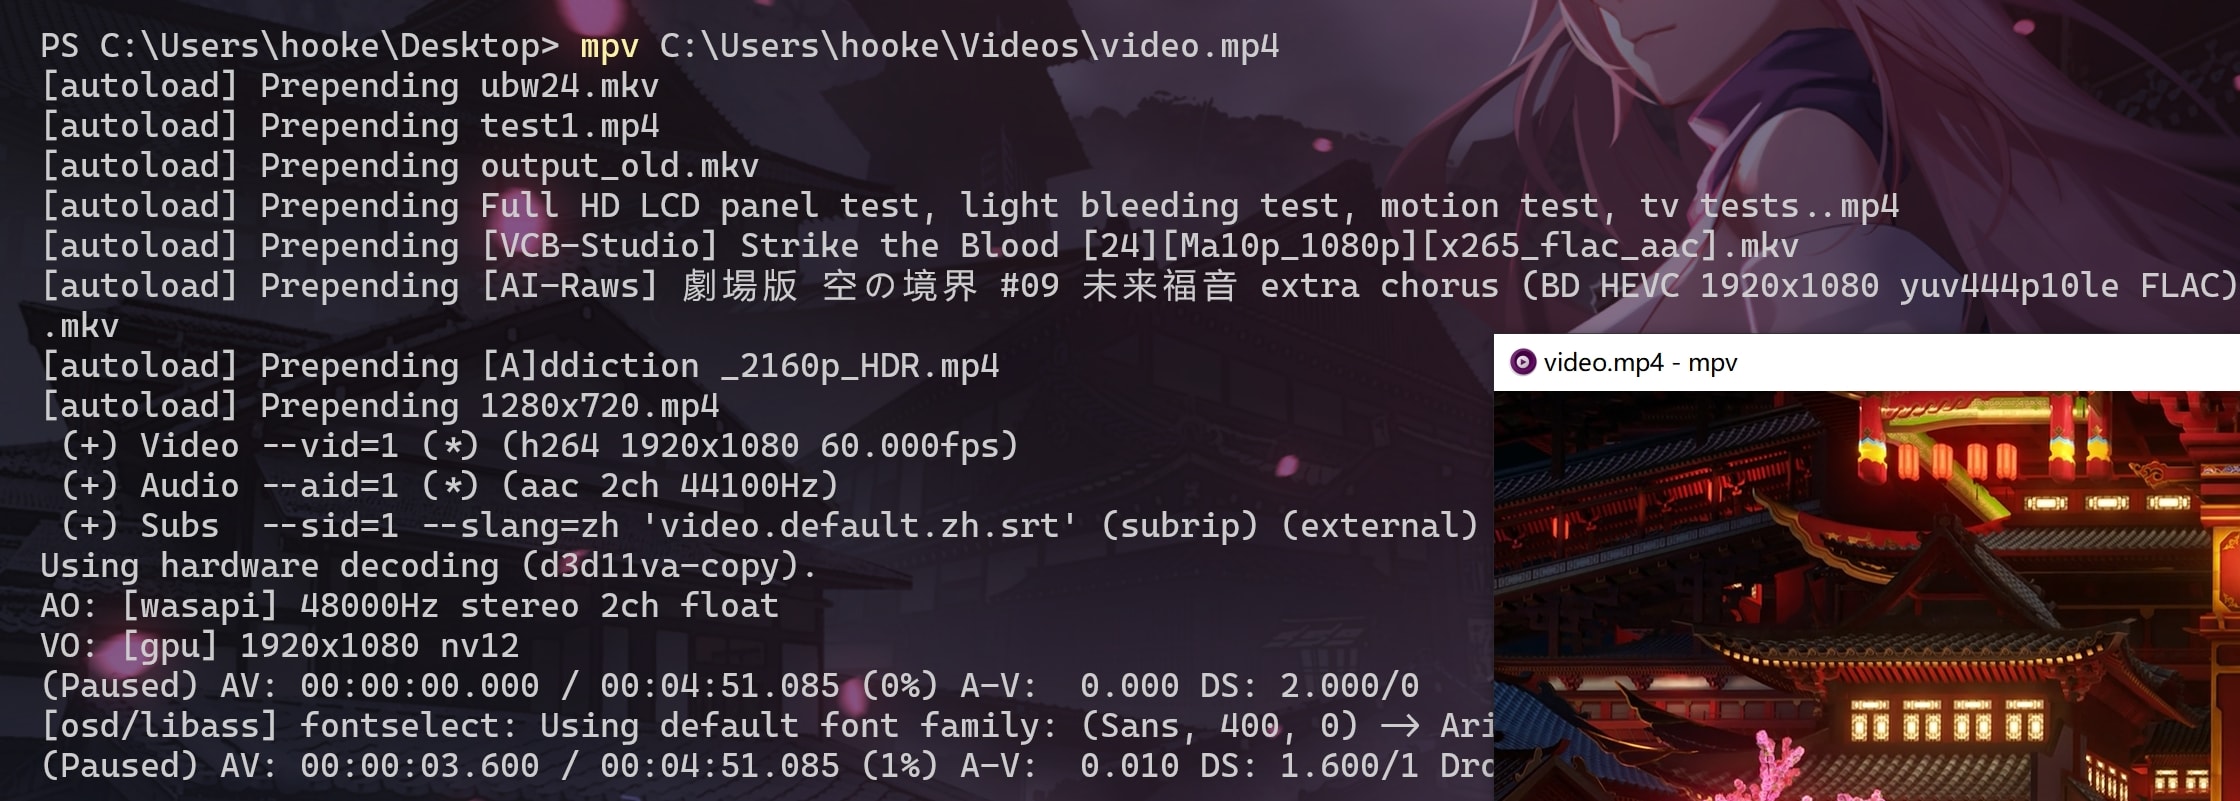 PS C:\Users\hooke\Desktop> mpv C:\Users\hooke\Videos\video.mp4
[autoload] Prepending ubw24.mkv
[autoload] Prepending test1.mp4
[autoload] Prepending output_old.mkv
[autoload] Prepending Full HD LCD panel test, light bleeding test, motion test, tv tests..mp4
[autoload] Prepending [VCB-Studio] Strike the Blood [24][Ma10p_1080p][x265_flac_aac].mkv
[autoload] Prepending [AI-Raws] 劇場版 空の境界 #09 未来福音 extra chorus (BD HEVC 1920x1080 yuv444p10le FLAC)
.mkv
[autoload] Prepending [A]ddiction _2160p_HDR.mp4
[autoload] Prepending 1280x720.mp4
(+) Video --vid=1 (*) (h264 1920x1080 60.000fps)
(+) Audio --aid=1 (*) (aac 2ch 44100Hz)
(+) Subs --sid=1 --slang=zh 'video.default.zh.srt' (subrip) (external)
Using hardware decoding (d3d11va-copy).
AO: [wasapi] 48000Hz stereo 2ch float
VO: [gpu] 1920x1080 nv12
(Paused) AV: 00:00:00.000 / 00:04:51.085 (0%) A-V: 0.000 DS: 2.000/0
[osd/libass] fontselect: Using default font family: (Sans, 400, 0) -> Ari
(Paused) AV: 00:00:03.600 / 00:04:51.085 (1%) A-V: 0.010 DS: 1.600/1 Dro
video.mp4 - mpv